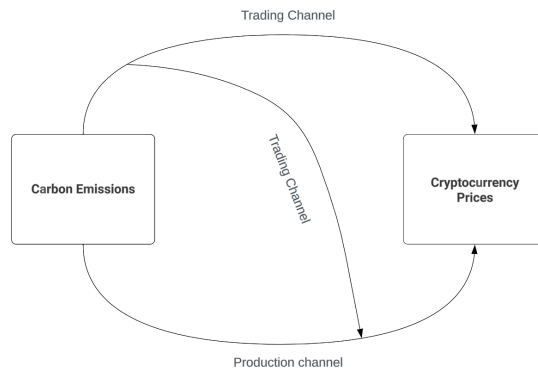 Trading Channel
Trading Channel
Carbon Emissions
Cryptocurrency
Prices
Production channel